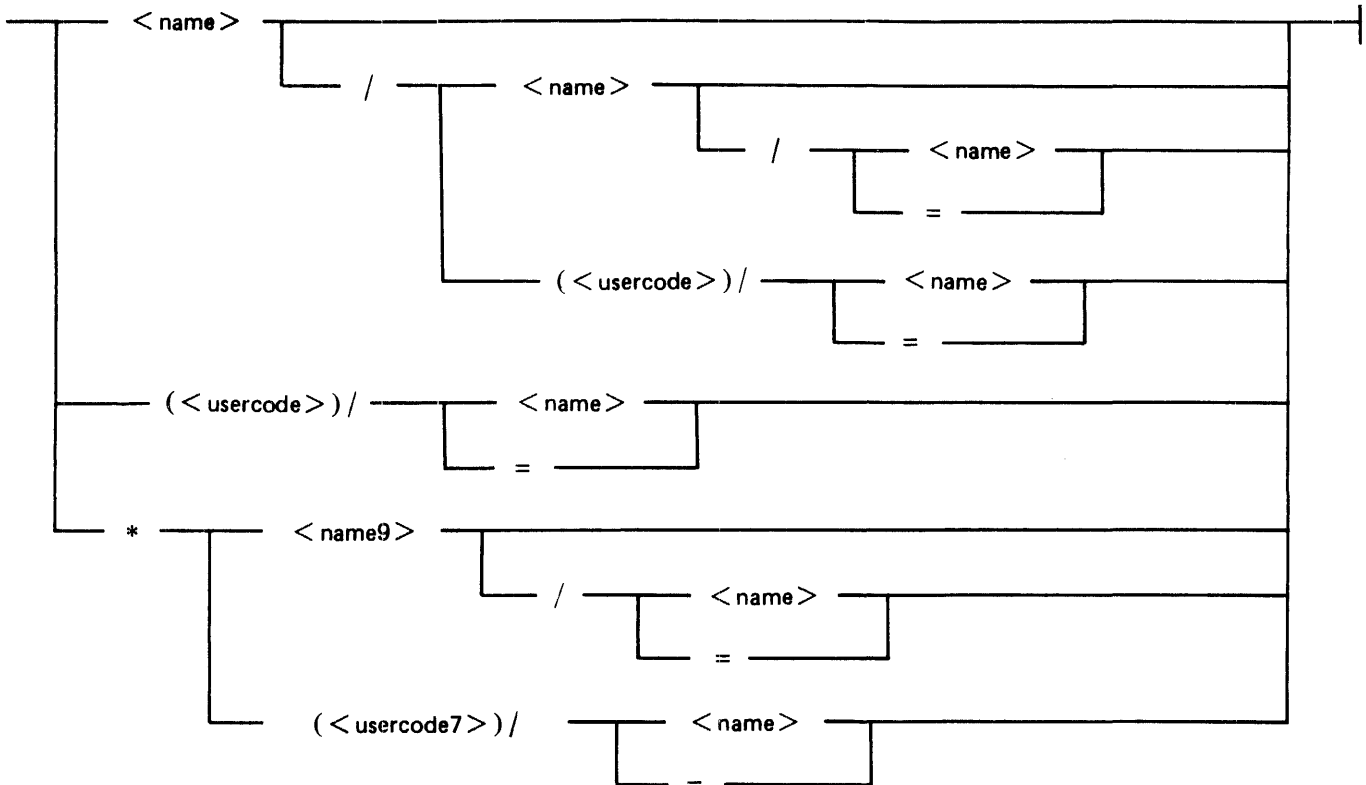 <name>
/ <name>
/ <name>
=
(<usercode>)/ <name>
=
(<usercode>)/ <name>
=
* <name9>
/ <name>
=
(<usercode7>)/ <name>
=